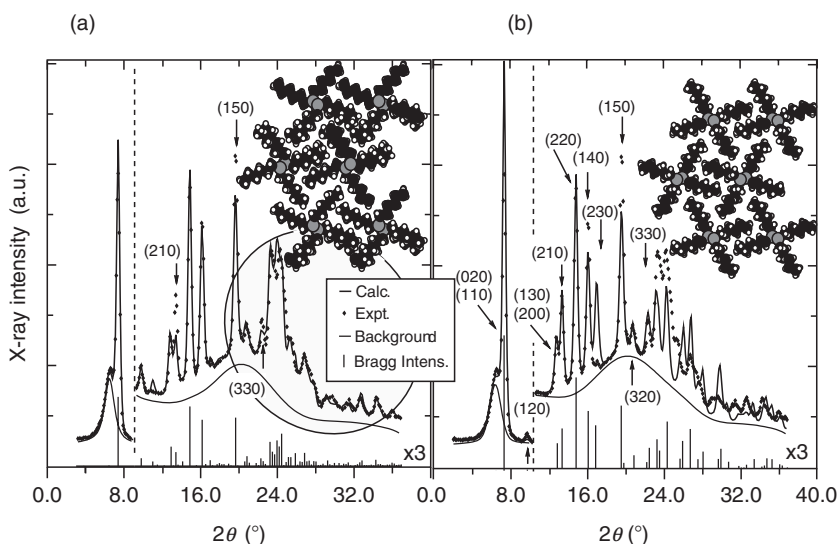 (a)
(b)
X-ray intensity (a.u.)
(150)
(210)
(330)
Calc.
Expt.
Background
Bragg Intens.
x3
0.0 8.0 16.0 24.0 32.0 0.0
2θ (°)
(150)
(220)
(140)
(230)
(330)
(210)
(020)
(110)
(130)
(200)
(120)
(320)
x3
8.0 16.0 24.0 32.0 40.0
2θ (°)